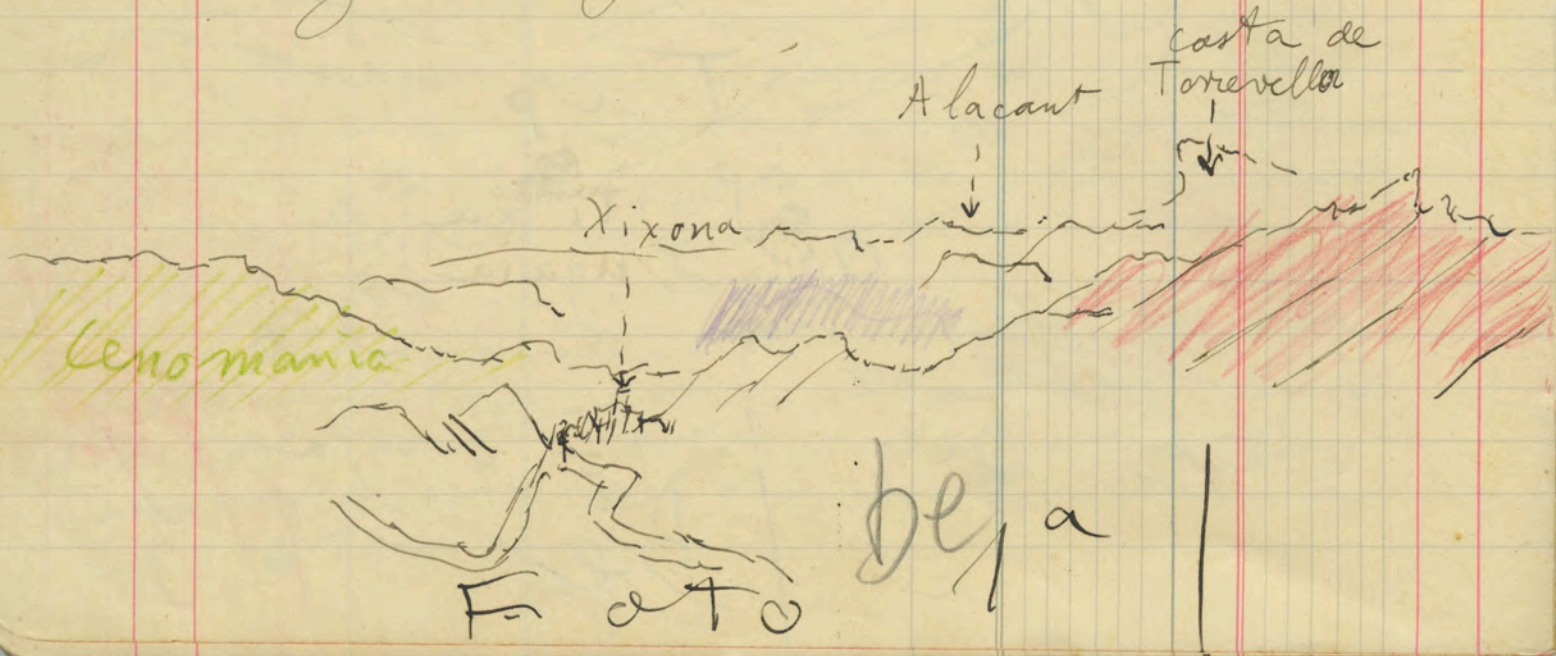 costa de
Torrevella
Alacant
Xixona
Cenomania
be, a
Foto